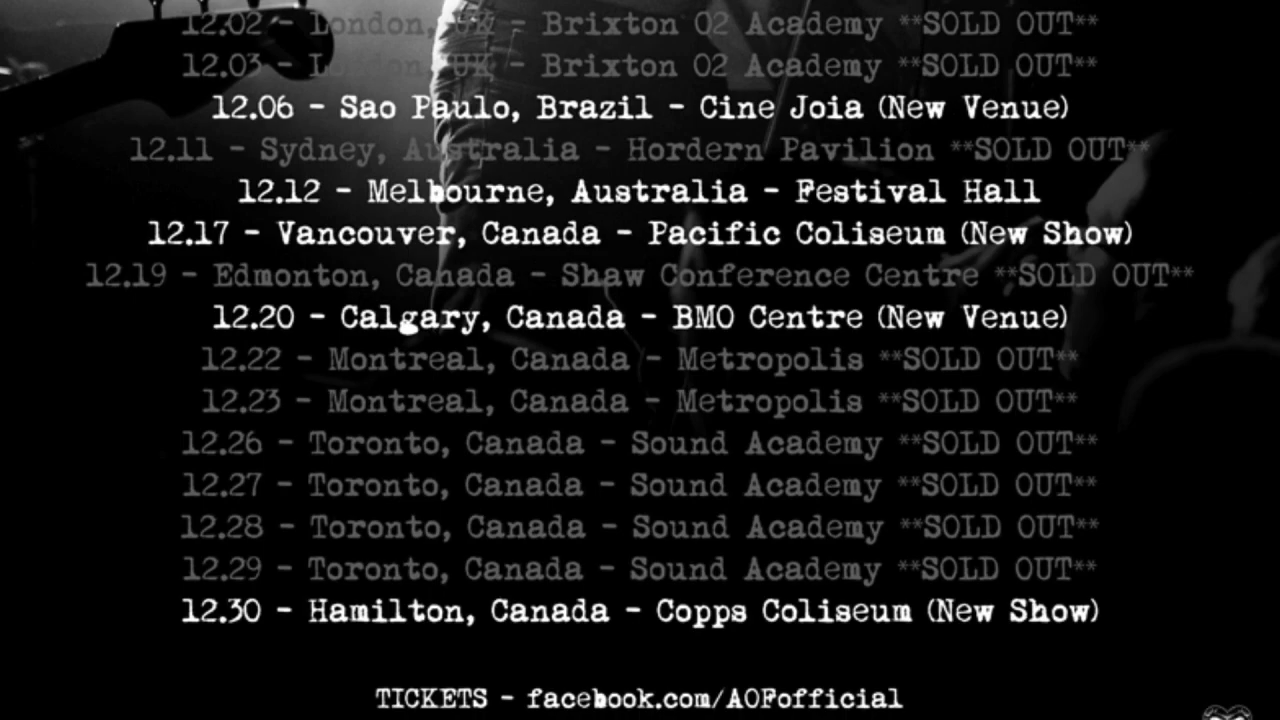 12.02 - London, UK - Brixton O2 Academy **SOLD OUT**
12.03 - London, UK - Brixton O2 Academy **SOLD OUT**
12.06 - Sao Paulo, Brazil - Cine Joia (New Venue)
12.11 - Sydney, Australia - Hordern Pavilion **SOLD OUT**
12.12 - Melbourne, Australia - Festival Hall
12.17 - Vancouver, Canada - Pacific Coliseum (New Show)
12.19 - Edmonton, Canada - Shaw Conference Centre **SOLD OUT**
12.20 - Calgary, Canada - BMO Centre (New Venue)
12.22 - Montreal, Canada - Metropolis **SOLD OUT**
12.23 - Montreal, Canada - Metropolis **SOLD OUT**
12.26 - Toronto, Canada - Sound Academy **SOLD OUT**
12.27 - Toronto, Canada - Sound Academy **SOLD OUT**
12.28 - Toronto, Canada - Sound Academy **SOLD OUT**
12.29 - Toronto, Canada - Sound Academy **SOLD OUT**
12.30 - Hamilton, Canada - Copps Coliseum (New Show)
TICKETS - facebook.com/AOFofficial